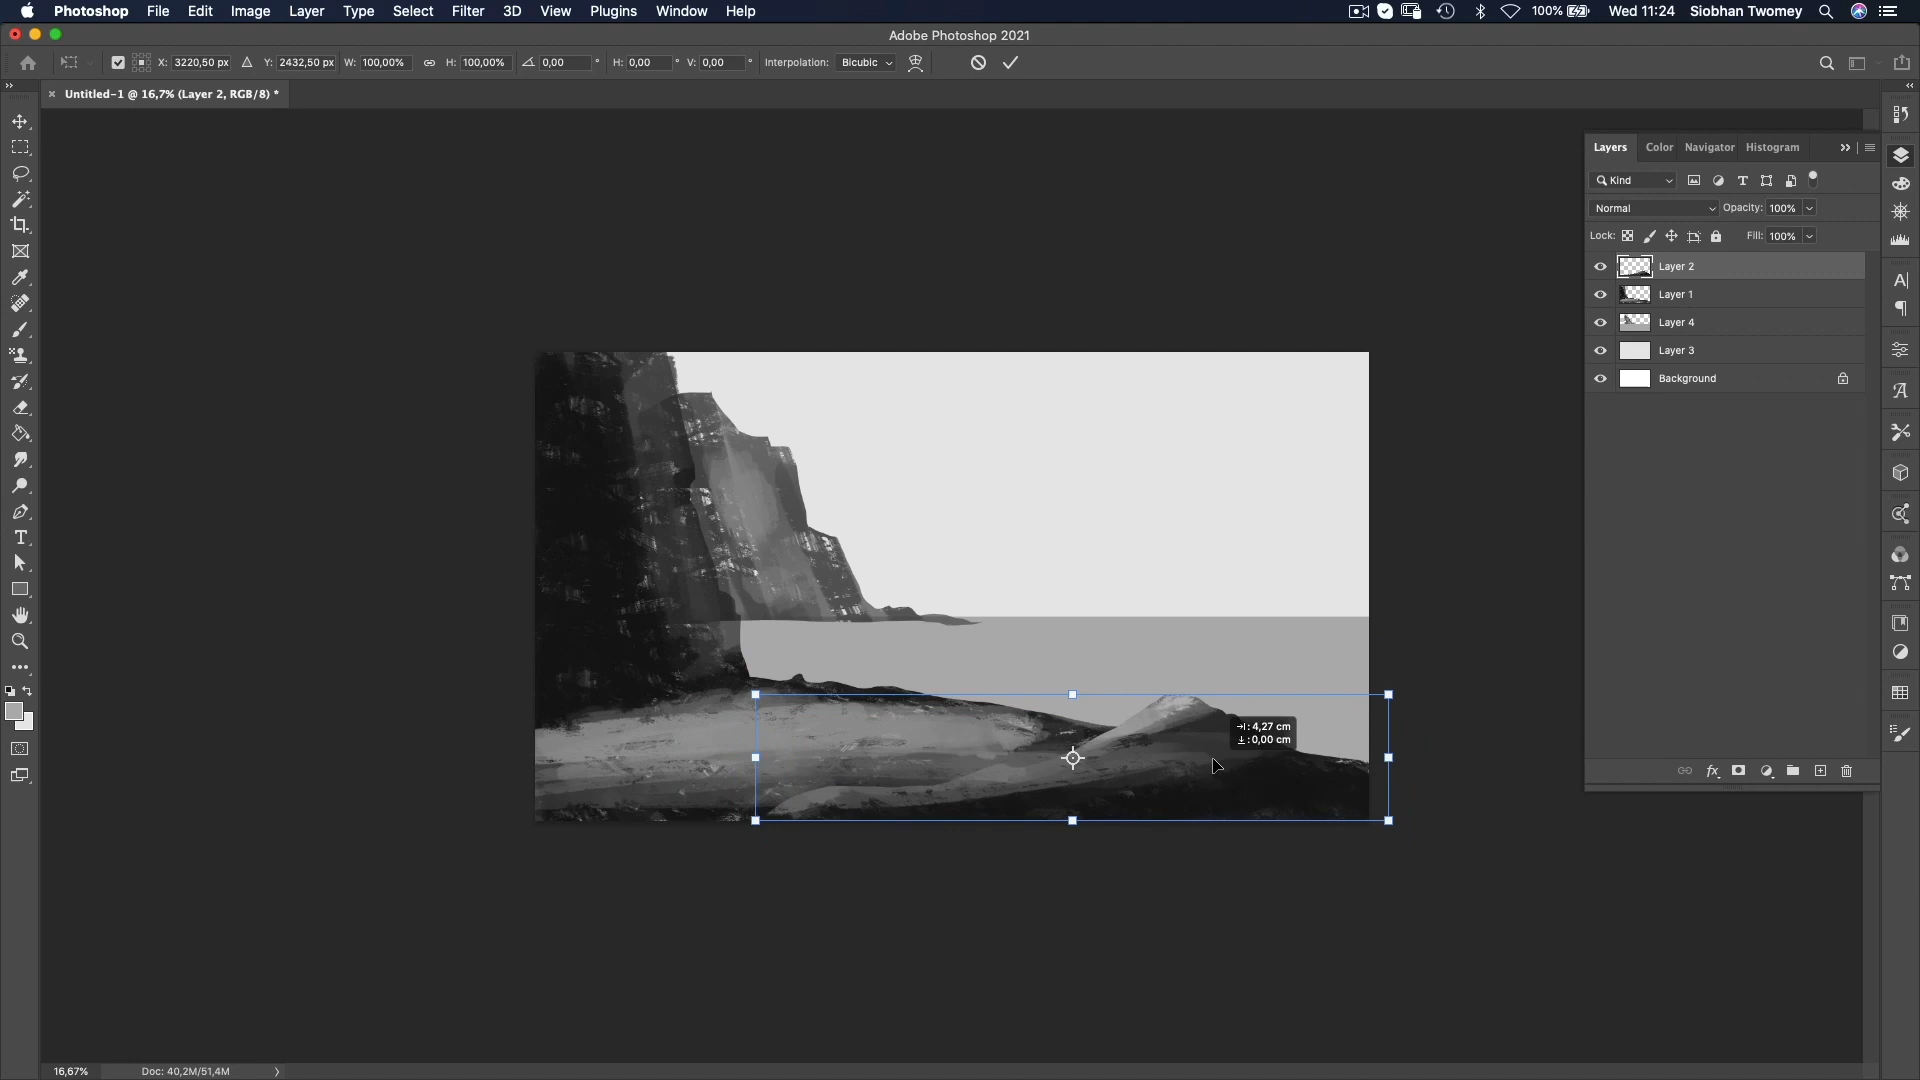 Photoshop File Edit Image Layer Type Select Filter 3D View Plugins Window Help 100% Wed 11:24 Siobhan Twomey
Adobe Photoshop 2021
X: 3220,50 px Y: 2432,50 px W: 100,00% H: 100,00% 0,00 ° H: 0,00 ° V: 0,00 ° Interpolation: Bicubic
Untitled-1 @ 16,7% (Layer 2, RGB/8) *
Layers Color Navigator Histogram
Kind
Normal Opacity: 100%
Lock: Fill: 100%
Layer 2
Layer 1
Layer 4
Layer 3
Background
: 4,27 cm
: 0,00 cm
fx
16,67% Doc: 40,2M/51,4M